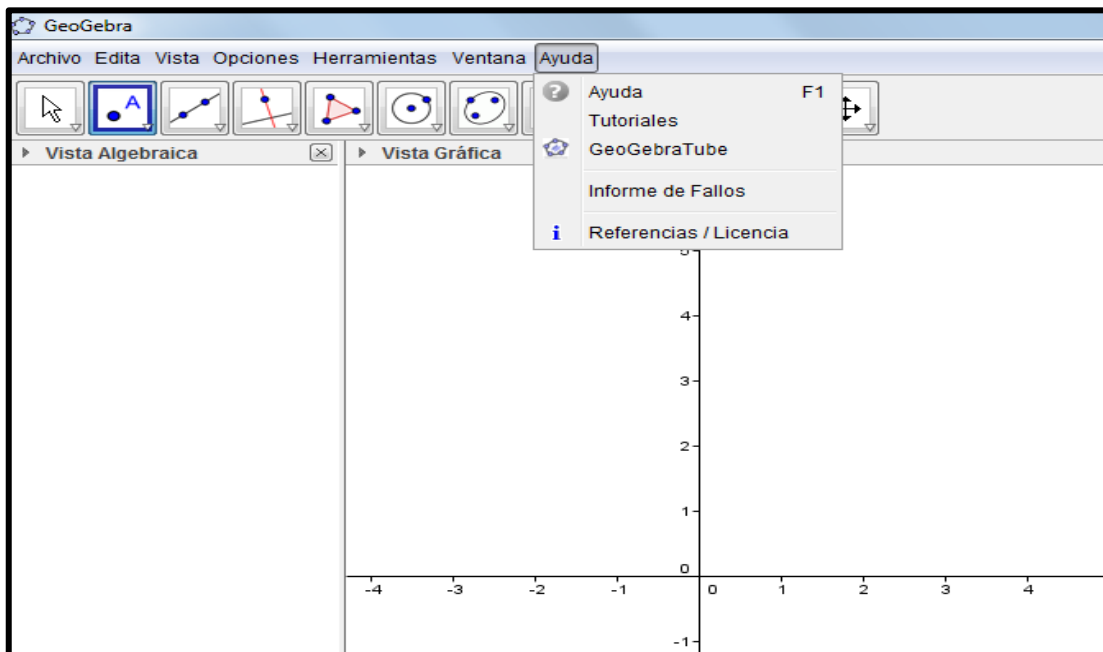 GeoGebra
Archivo Edita Vista Opciones Herramientas Ventana Ayuda
A
Ayuda F1
Tutoriales
GeoGebraTube
Informe de Fallos
Referencias / Licencia
Vista Algebraica
Vista Gráfica
5
4
3
2
1
0
-4 -3 -2 -1 0 1 2 3 4
-1